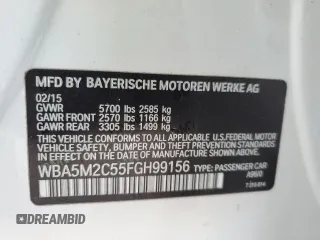 MFD BY BAYERISCHE MOTOREN WERKE AG
02/15
GVWR 5700 lbs 2585 kg
GAWR FRONT 2570 lbs 1166 kg
GAWR REAR 3305 lbs 1499 kg
THIS VEHICLE CONFORMS TO ALL APPLICABLE
U.S.FEDERAL MOTOR VEHICLE SAFETY,
BUMPER, AND THEFT PREVENTION STANDARDS
IN EFFECT ON THE DATE OF
MANUFACTURE SHOWN ABOVE.
WBA5M2C55FGH99156 TYPE: PASSENGER CAR
DEALERHISTORY.COM